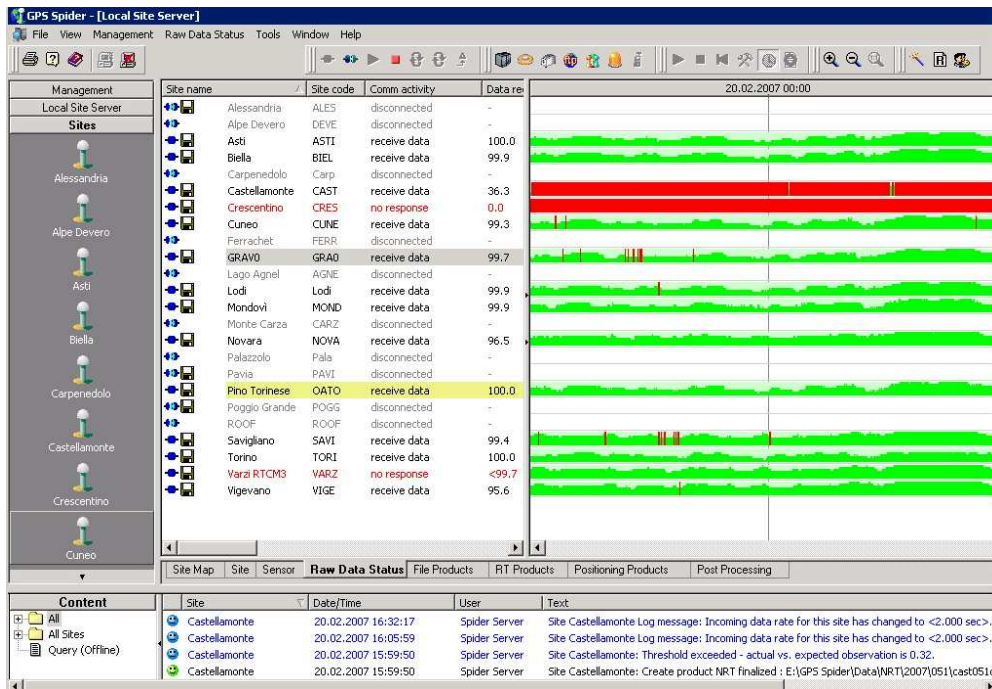 GPS Spider - [Local Site Server]
File View Management Raw Data Status Tools Window Help
Management
Local Site Server
Sites
Alessandria
Alpe Devero
Asti
Biella
Carpenedolo
Castellamonte
Crescentino
Cuneo
Site name Site code Comm activity Data re 20.02.2007 00:00
Alessandria ALES disconnected -
Alpe Devero DEVE disconnected -
Asti ASTI receive data 100.0
Biella BIEL receive data 99.9
Carpenedolo Carp disconnected -
Castellamonte CAST receive data 36.3
Crescentino CRES no response 0.0
Cuneo CUNE receive data 99.3
Ferrachet FERR disconnected -
GRAV0 GRA0 receive data 99.7
Lago Agnel AGNE disconnected -
Lodi Lodi receive data 99.9
Mondovì MOND receive data 99.9
Monte Carza CARZ disconnected -
Novara NOVA receive data 96.5
Palazzolo Pala disconnected -
Pavia PAVI disconnected -
Pino Torinese OATO receive data 100.0
Poggio Grande POGG disconnected -
ROOF ROOF disconnected -
Savigliano SAVI receive data 99.4
Torino TORI receive data 100.0
Varzi RTCM3 VARZ no response <99.7
Vigevano VIGE receive data 95.6
Site Map Site Sensor Raw Data Status File Products RT Products Positioning Products Post Processing
Content
All
All Sites
Query (Offline)
Site Date/Time User Text
Castellamonte 20.02.2007 16:32:17 Spider Server Site Castellamonte Log message: Incoming data rate for this site has changed to <2.000 sec>.
Castellamonte 20.02.2007 16:05:59 Spider Server Site Castellamonte Log message: Incoming data rate for this site has changed to <2.000 sec>.
Castellamonte 20.02.2007 15:59:50 Spider Server Site Castellamonte: Threshold exceeded - actual vs. expected observation is 0.32.
Castellamonte 20.02.2007 15:59:50 Spider Server Site Castellamonte: Create product NRT finalized : E:\GPS Spider\Data\NRT\2007\051\cast051